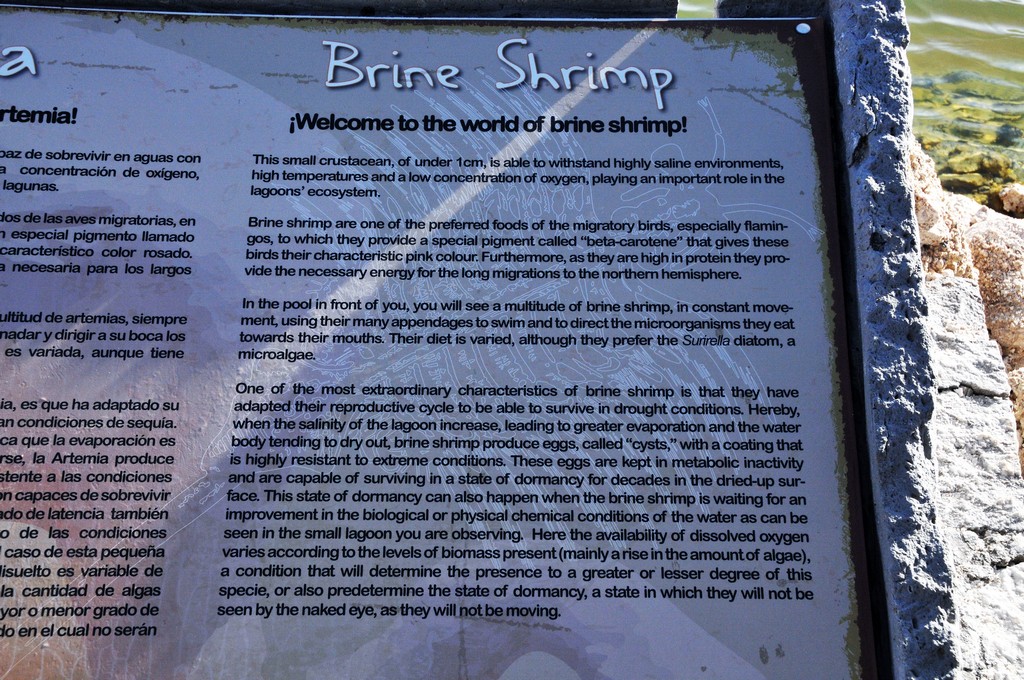 a
rtemia!
paz de sobrevivir en aguas con
a concentración de oxígeno,
lagunas.
dos de las aves migratorias, en
n especial pigmento llamado
característico color rosado.
a necesaria para los largos
ultitud de artemias, siempre
nadar y dirigir a su boca los
es variada, aunque tiene
ia, es que ha adaptado su
an condiciones de sequia.
ca que la evaporación es
rse, la Artemia produce
stente a las condiciones
on capaces de sobrevivir
ado de latencia también
o de las condiciones
l caso de esta pequeña
disuelto es variable de
la cantidad de algas
yor o menor grado de
do en el cual no serán
Brine Shrimp
¡Welcome to the world of brine shrimp!
This small crustacean, of under 1cm, is able to withstand highly saline environments,
high temperatures and a low concentration of oxygen, playing an important role in the
lagoons' ecosystem.
Brine shrimp are one of the preferred foods of the migratory birds, especially flamin-
gos, to which they provide a special pigment called “beta-carotene” that gives these
birds their characteristic pink colour. Furthermore, as they are high in protein they pro-
vide the necessary energy for the long migrations to the northern hemisphere.
In the pool in front of you, you will see a multitude of brine shrimp, in constant move-
ment, using their many appendages to swim and to direct the microorganisms they eat
towards their mouths. Their diet is varied, although they prefer the Surirella diatom, a
microalgae.
One of the most extraordinary characteristics of brine shrimp is that they have
adapted their reproductive cycle to be able to survive in drought conditions. Hereby,
when the salinity of the lagoon increase, leading to greater evaporation and the water
body tending to dry out, brine shrimp produce eggs, called “cysts,” with a coating that
is highly resistant to extreme conditions. These eggs are kept in metabolic inactivity
and are capable of surviving in a state of dormancy for decades in the dried-up sur-
face. This state of dormancy can also happen when the brine shrimp is waiting for an
improvement in the biological or physical chemical conditions of the water as can be
seen in the small lagoon you are observing. Here the availability of dissolved oxygen
varies according to the levels of biomass present (mainly a rise in the amount of algae),
a condition that will determine the presence to a greater or lesser degree of this
specie, or also predetermine the state of dormancy, a state in which they will not be
seen by the naked eye, as they will not be moving.